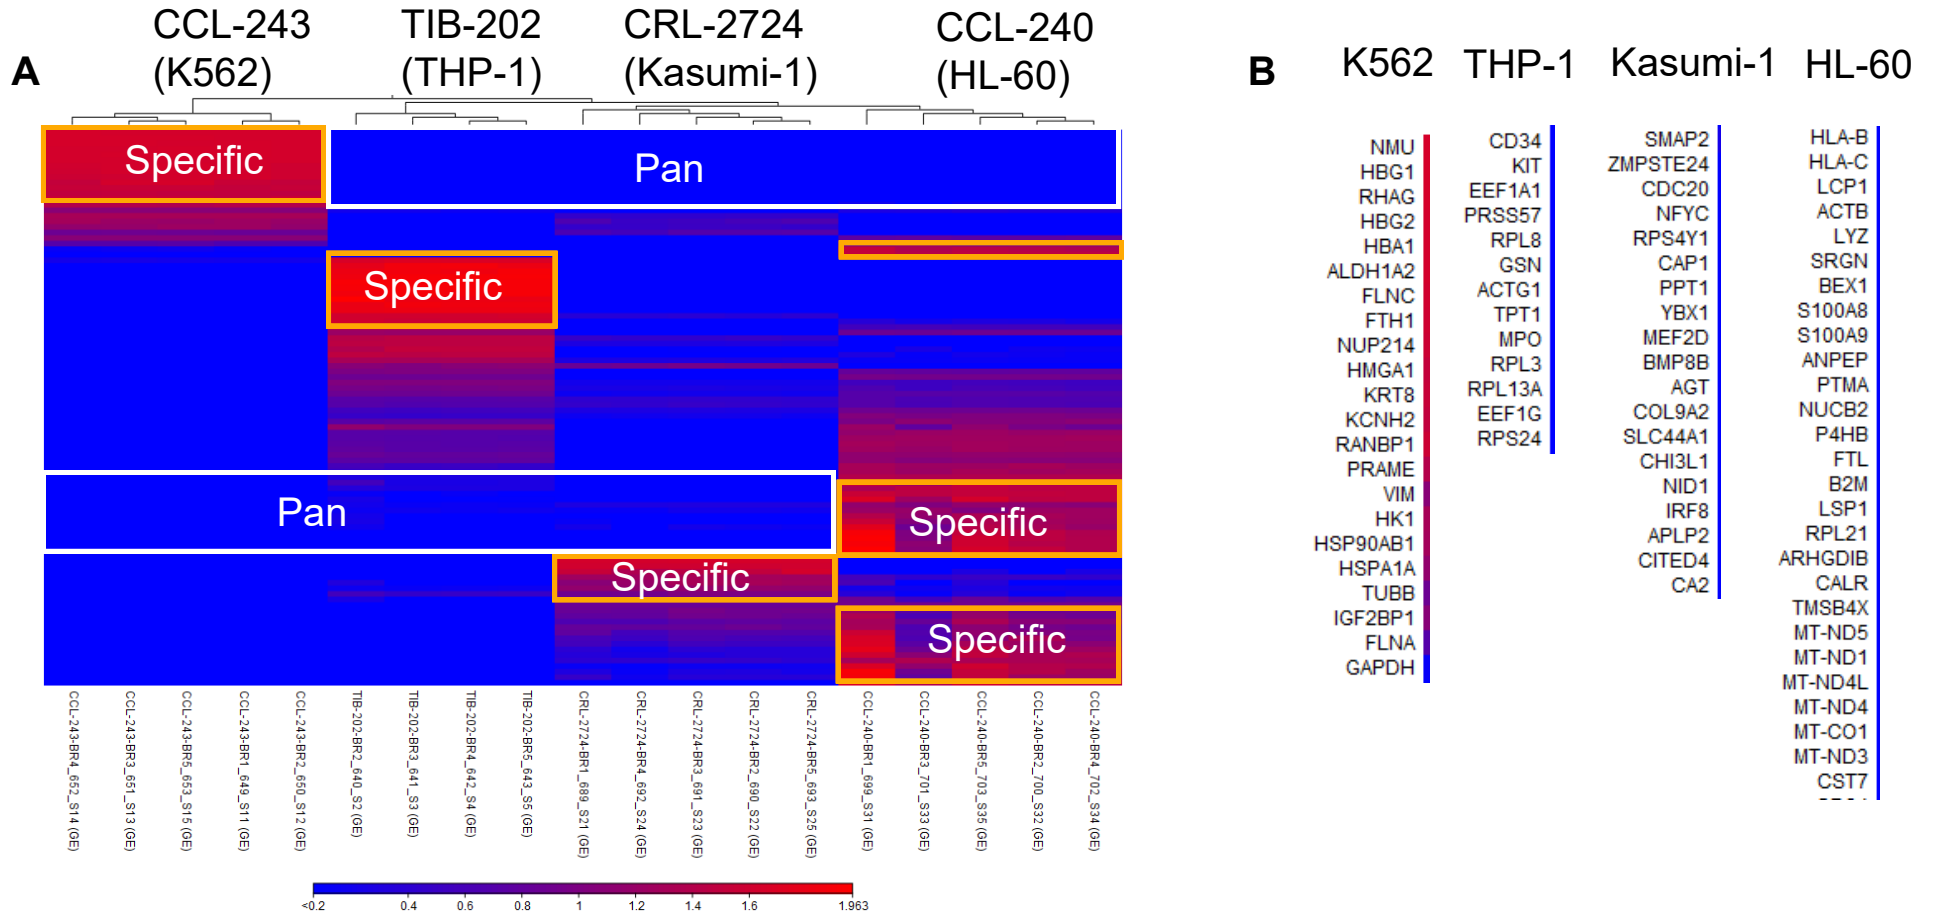 CCL-243
(K562)
TIB-202
(THP-1)
CRL-2724
(Kasumi-1)
CCL-240
(HL-60)
A
Specific
Pan
Specific
Pan
Specific
Specific
Specific
CCL-243-BR4_652_S14 (GE)
CCL-243-BR3_651_S13 (GE)
CCL-243-BR5_653_S15 (GE)
CCL-243-BR1_649_S11 (GE)
CCL-243-BR2_650_S12 (GE)
TIB-202-BR2_640_S2 (GE)
TIB-202-BR3_641_S3 (GE)
TIB-202-BR4_642_S4 (GE)
TIB-202-BR5_643_S5 (GE)
CRL-2724-BR1_689_S21 (GE)
CRL-2724-BR4_692_S24 (GE)
CRL-2724-BR3_691_S23 (GE)
CRL-2724-BR2_690_S22 (GE)
CRL-2724-BR5_693_S25 (GE)
CCL-240-BR1_699_S31 (GE)
CCL-240-BR3_701_S33 (GE)
CCL-240-BR5_703_S35 (GE)
CCL-240-BR2_700_S32 (GE)
CCL-240-BR4_702_S34 (GE)
<0.2 0.4 0.6 0.8 1 1.2 1.4 1.6 1.963
B
K562
NMU
HBG1
RHAG
HBG2
HBA1
ALDH1A2
FLNC
FTH1
NUP214
HMGA1
KRT8
KCNH2
RANBP1
PRAME
VIM
HK1
HSP90AB1
HSPA1A
TUBB
IGF2BP1
FLNA
GAPDH
THP-1
CD34
KIT
EEF1A1
PRSS57
RPL8
GSN
ACTG1
TPT1
MPO
RPL3
RPL13A
EEF1G
RPS24
Kasumi-1
SMAP2
ZMPSTE24
CDC20
NFYC
RPS4Y1
CAP1
PPT1
YBX1
MEF2D
BMP8B
AGT
COL9A2
SLC44A1
CHI3L1
NID1
IRF8
APLP2
CITED4
CA2
HL-60
HLA-B
HLA-C
LCP1
ACTB
LYZ
SRGN
BEX1
S100A8
S100A9
ANPEP
PTMA
NUCB2
P4HB
FTL
B2M
LSP1
RPL21
ARHGDIB
CALR
TMSB4X
MT-ND5
MT-ND1
MT-ND4L
MT-ND4
MT-CO1
MT-ND3
CST7